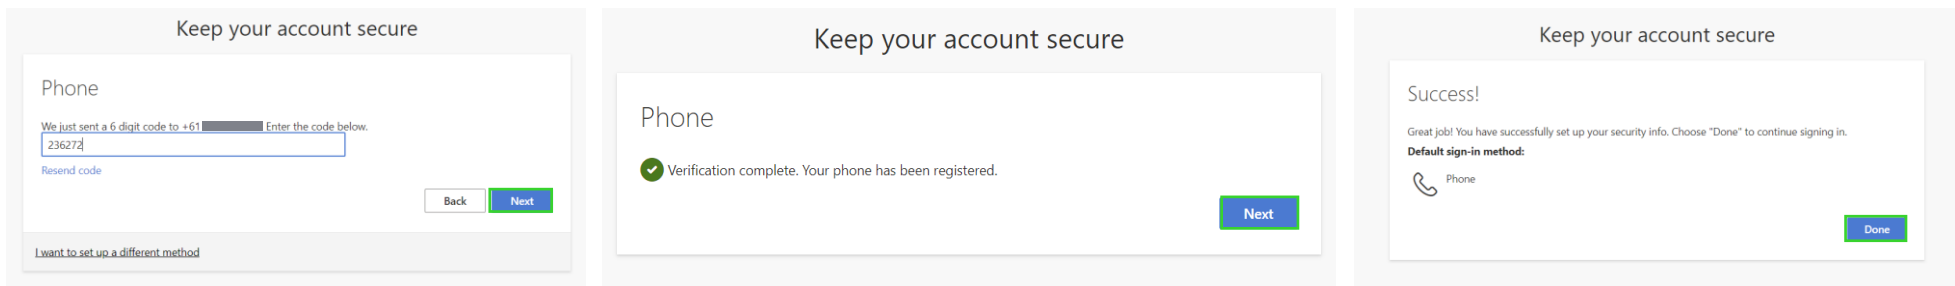 Keep your account secure
Phone
We just sent a 6 digit code to +61 Enter the code below.
236272
Resend code
Back Next
I want to set up a different method
Keep your account secure
Phone
Verification complete. Your phone has been registered.
Next
Keep your account secure
Success!
Great job! You have successfully set up your security info. Choose "Done" to continue signing in.
Default sign-in method:
Phone
Done